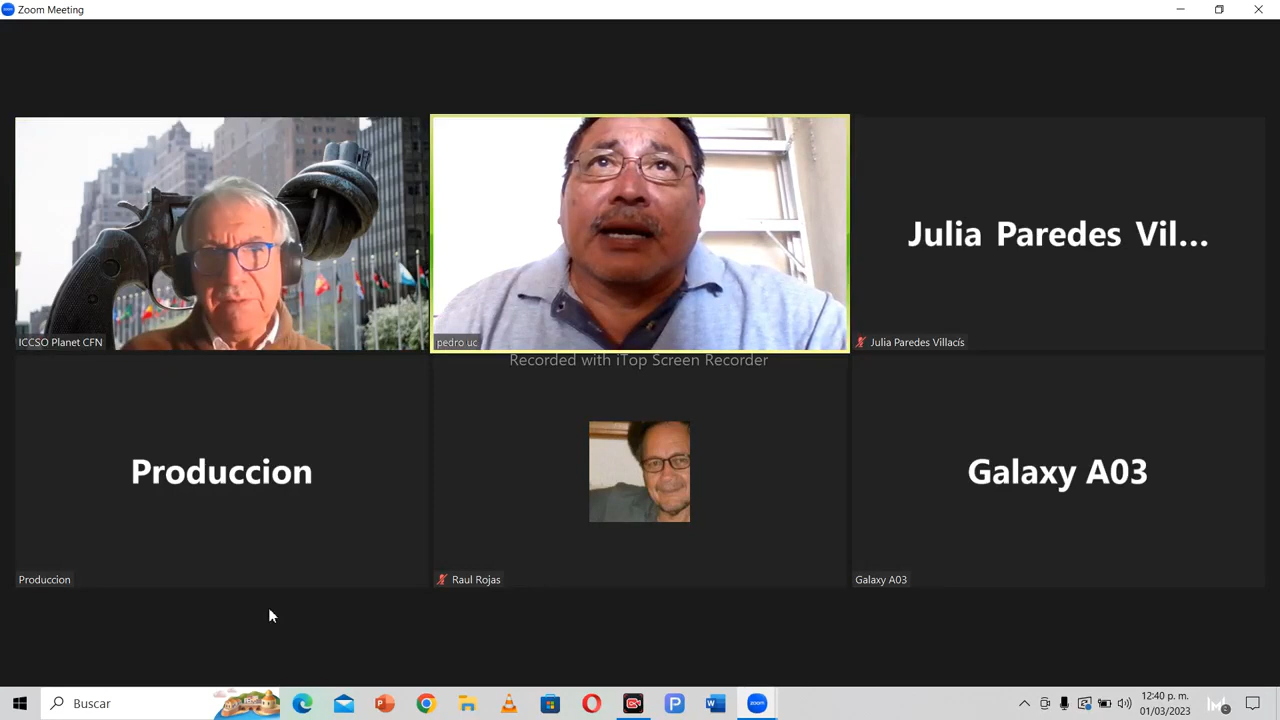 Zoom Meeting
ICCSO Planet CFN
pedro uc
Julia Paredes Vil...
Julia Paredes Villacís
Recorded with iTop Screen Recorder
Produccion
Produccion
Raul Rojas
Galaxy A03
Galaxy A03
Buscar
12:40 p. m.
01/03/2023